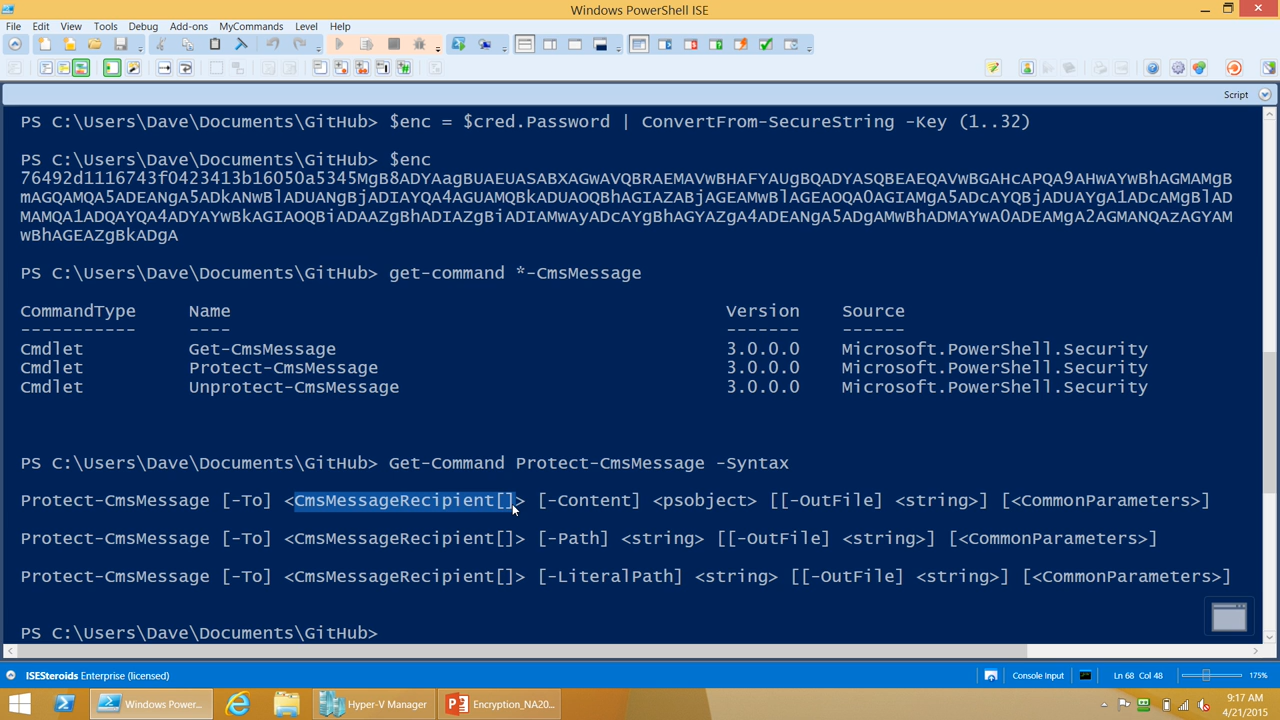 Windows PowerShell ISE
File Edit View Tools Debug Add-ons MyCommands Level Help
Script
PS C:\Users\Dave\Documents\GitHub> $enc = $cred.Password | ConvertFrom-SecureString -Key (1..32)
PS C:\Users\Dave\Documents\GitHub> $enc
76492d1116743f0423413b16050a5345MgB8ADYAagBUAEUASABXAGwAVQBRAEMAVwBHAFYAUgBQADYASQBEAEQAVwBGAHcAPQA9AHwAYwBhAGMAMgB
mAGQAMQA5ADEANgA5ADkANwBlADUANgBjADIAYQA4AGUAMQBkADUAOQBhAGIAZABjAGEAMwBlAGEAOQA0AGIAMgA5ADcAYQBjADUAYgA1ADcAMgBlAD
MAMQA1ADQAYQA4ADYAYwBkAGIAOQBiADAAZgBhADIAZgBiADIAMwAyADcAYgBhAGYAZgA4ADEANgA5ADgAMwBhADMAYwA0ADEAMgA2AGMANQAzAGYAM
wBhAGEAZgBkADgA
PS C:\Users\Dave\Documents\GitHub> get-command *-CmsMessage
CommandType Name Version Source
----------- ---- ------- ------
Cmdlet Get-CmsMessage 3.0.0.0 Microsoft.PowerShell.Security
Cmdlet Protect-CmsMessage 3.0.0.0 Microsoft.PowerShell.Security
Cmdlet Unprotect-CmsMessage 3.0.0.0 Microsoft.PowerShell.Security
PS C:\Users\Dave\Documents\GitHub> Get-Command Protect-CmsMessage -Syntax
Protect-CmsMessage [-To] <CmsMessageRecipient[]> [-Content] <psobject> [[-OutFile] <string>] [<CommonParameters>]
Protect-CmsMessage [-To] <CmsMessageRecipient[]> [-Path] <string> [[-OutFile] <string>] [<CommonParameters>]
Protect-CmsMessage [-To] <CmsMessageRecipient[]> [-LiteralPath] <string> [[-OutFile] <string>] [<CommonParameters>]
PS C:\Users\Dave\Documents\GitHub>
ISESteroids Enterprise (licensed) Console Input Ln 68 Col 48 175%
Windows Power... Hyper-V Manager Encryption_NA20... 9:17 AM
4/21/2015